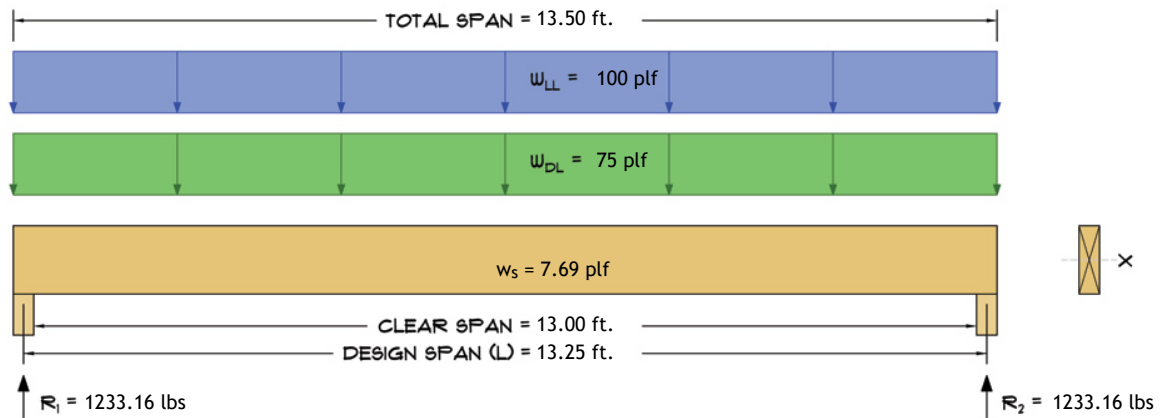 TOTAL SPAN = 13.50 ft.
WLL = 100 plf
WDL = 75 plf
ws = 7.69 plf
X
CLEAR SPAN = 13.00 ft.
DESIGN SPAN (L) = 13.25 ft.
R1 = 1233.16 lbs
R2 = 1233.16 lbs